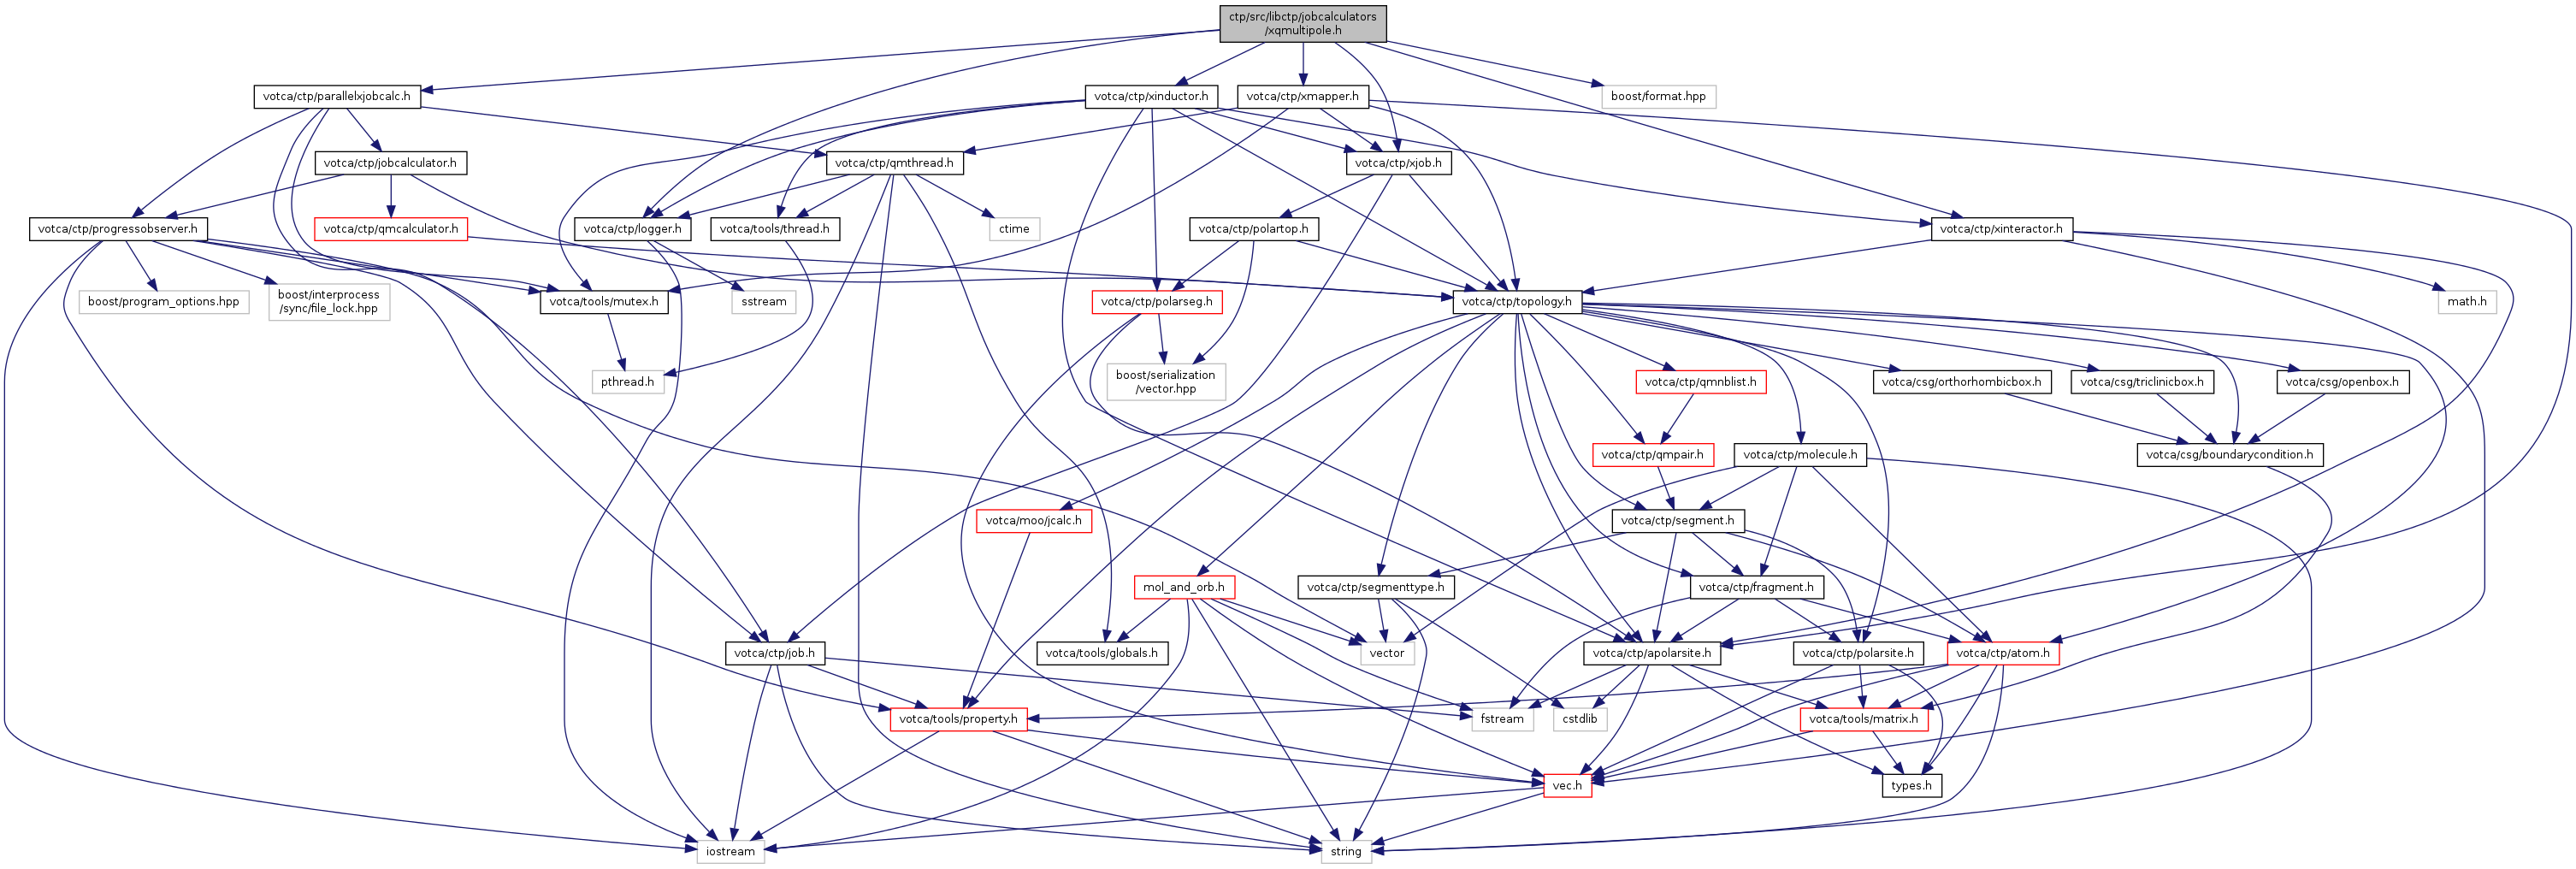 ctp/src/libctp/jobcalculators
/xqmultipole.h
votca/ctp/parallelxjobcalc.h
votca/ctp/xinductor.h
votca/ctp/xmapper.h
boost/format.hpp
votca/ctp/jobcalculator.h
votca/ctp/qmthread.h
votca/ctp/xjob.h
votca/ctp/progressobserver.h
votca/ctp/qmcalculator.h
votca/ctp/logger.h
votca/tools/thread.h
ctime
votca/ctp/polartop.h
votca/ctp/xinteractor.h
boost/program_options.hpp
boost/interprocess
/sync/file_lock.hpp
votca/tools/mutex.h
sstream
votca/ctp/polarseg.h
votca/ctp/topology.h
math.h
pthread.h
boost/serialization
/vector.hpp
votca/ctp/qmnblist.h
votca/csg/orthorhombicbox.h
votca/csg/triclinicbox.h
votca/csg/openbox.h
votca/ctp/qmpair.h
votca/ctp/molecule.h
votca/csg/boundarycondition.h
votca/moo/jcalc.h
votca/ctp/segment.h
mol_and_orb.h
votca/ctp/segmenttype.h
votca/ctp/fragment.h
votca/ctp/job.h
votca/tools/globals.h
vector
votca/ctp/apolarsite.h
votca/ctp/polarsite.h
votca/ctp/atom.h
votca/tools/property.h
fstream
cstdlib
votca/tools/matrix.h
vec.h
types.h
iostream
string